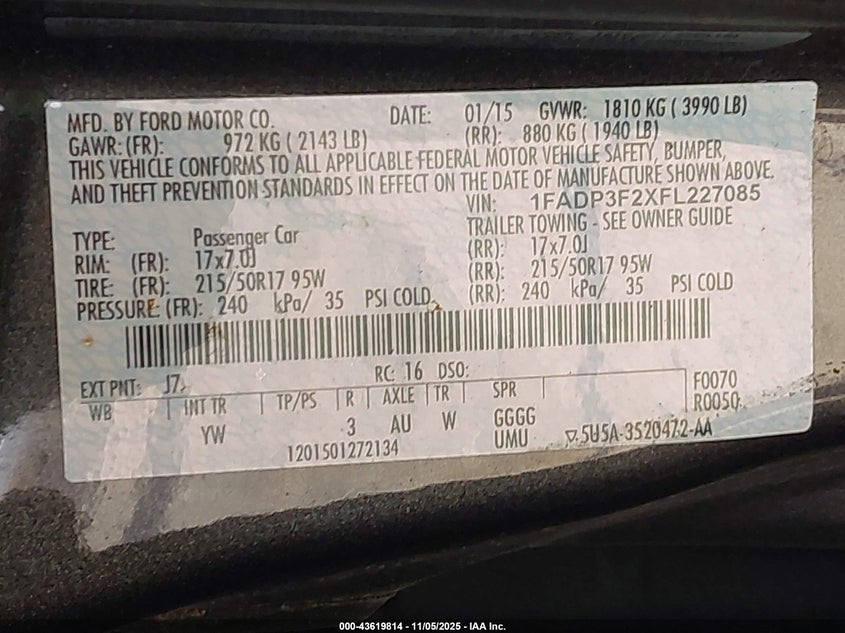 MFD. BY FORD MOTOR CO. DATE: 01/15 GVWR: 1810 KG ( 3990 LB)
GAWR:(FR): 972 KG ( 2143 LB) (RR): 880 KG ( 1940 LB)
THIS VEHICLE CONFORMS TO ALL APPLICABLE FEDERAL MOTOR VEHICLE SAFETY, BUMPER,
AND THEFT PREVENTION STANDARDS IN EFFECT ON THE DATE OF MANUFACTURE SHOWN ABOVE.
VIN: 1FADP3F2XFL227085
TYPE: Passenger Car TRAILER TOWING - SEE OWNER GUIDE
RIM: (FR): 17x7.0J (RR): 17x7.0J
TIRE: (FR): 215/50R17 95W (RR): 215/50R17 95W
PRESSURE:(FR): 240 kPa/ 35 PSI COLD. (RR): 240 kPa/ 35 PSI COLD
EXT PNT: J7 RC: 16 DSO:
WB INT TR TP/PS R AXLE TR SPR F0070
YW 3 AU W GGGG R0050
UMU
1201501272134 5U5A-3520472-AA
000-43619814 - 11/05/2025 - IAA Inc.